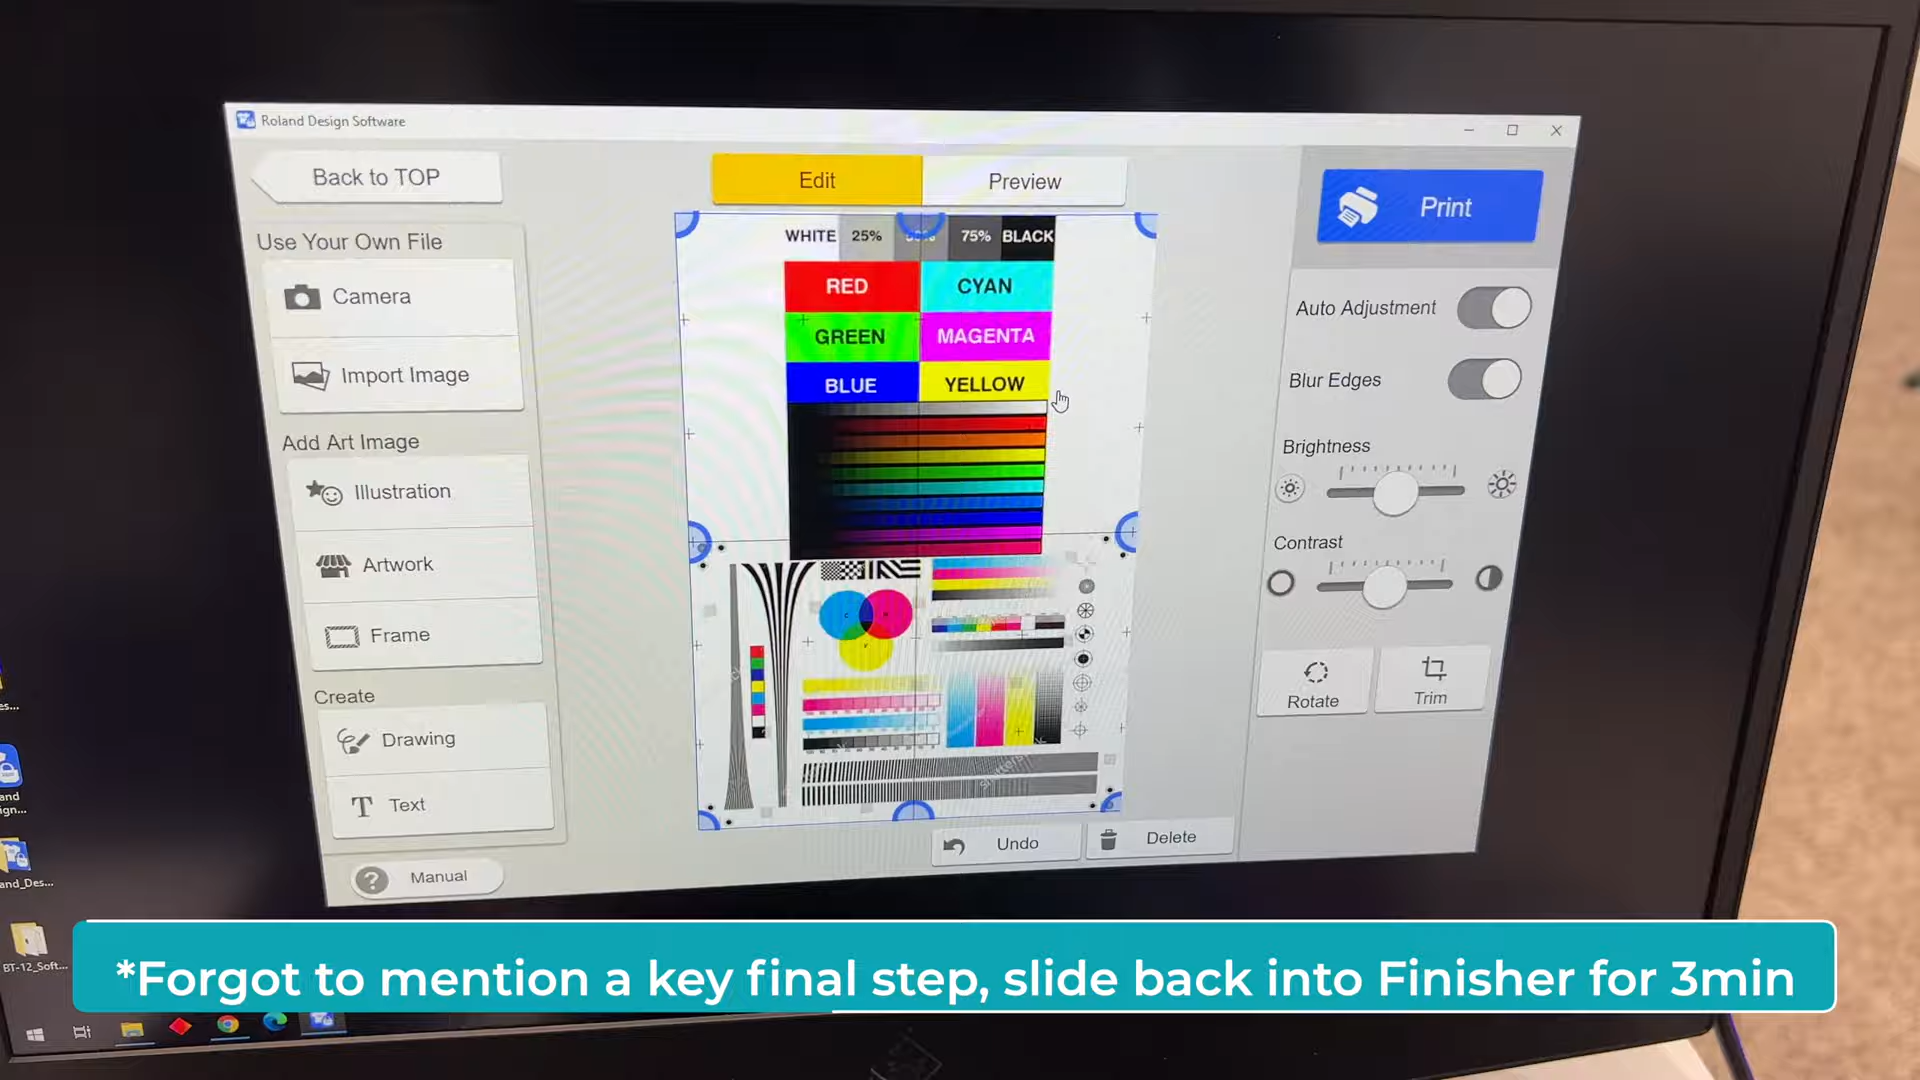 Roland Design Software
Back to TOP
Edit
Preview
Print
Use Your Own File
Camera
Import Image
Add Art Image
Illustration
Artwork
Frame
Create
Drawing
Text
Manual
WHITE 25% 50% 75% BLACK
RED CYAN
GREEN MAGENTA
BLUE YELLOW
Auto Adjustment
Blur Edges
Brightness
Contrast
Rotate
Trim
Undo
Delete
BT-12_Soft...
*Forgot to mention a key final step, slide back into Finisher for 3min